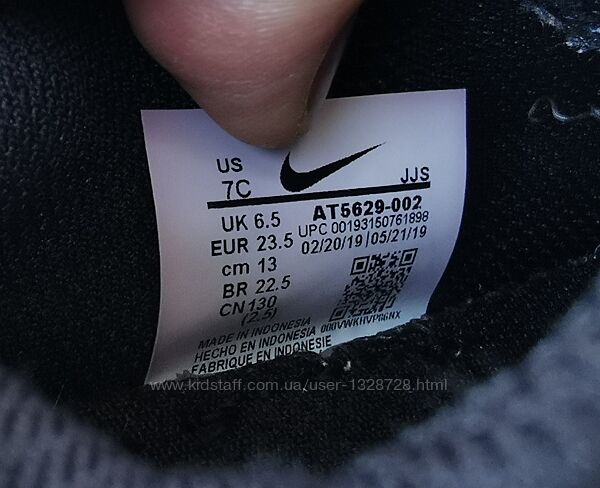 US
7C
JJS
UK 6.5
AT5629-002
EUR 23.5
UPC 00193150761898
02/20/19 | 05/21/19
cm 13
BR 22.5
CN 130
(2.5)
000VWKHVPGGNX
MADE IN INDONESIA
HECHO EN INDONESIA
FABRIQUE EN INDONESIE
www.kidstaff.com.ua/user-1328728.html